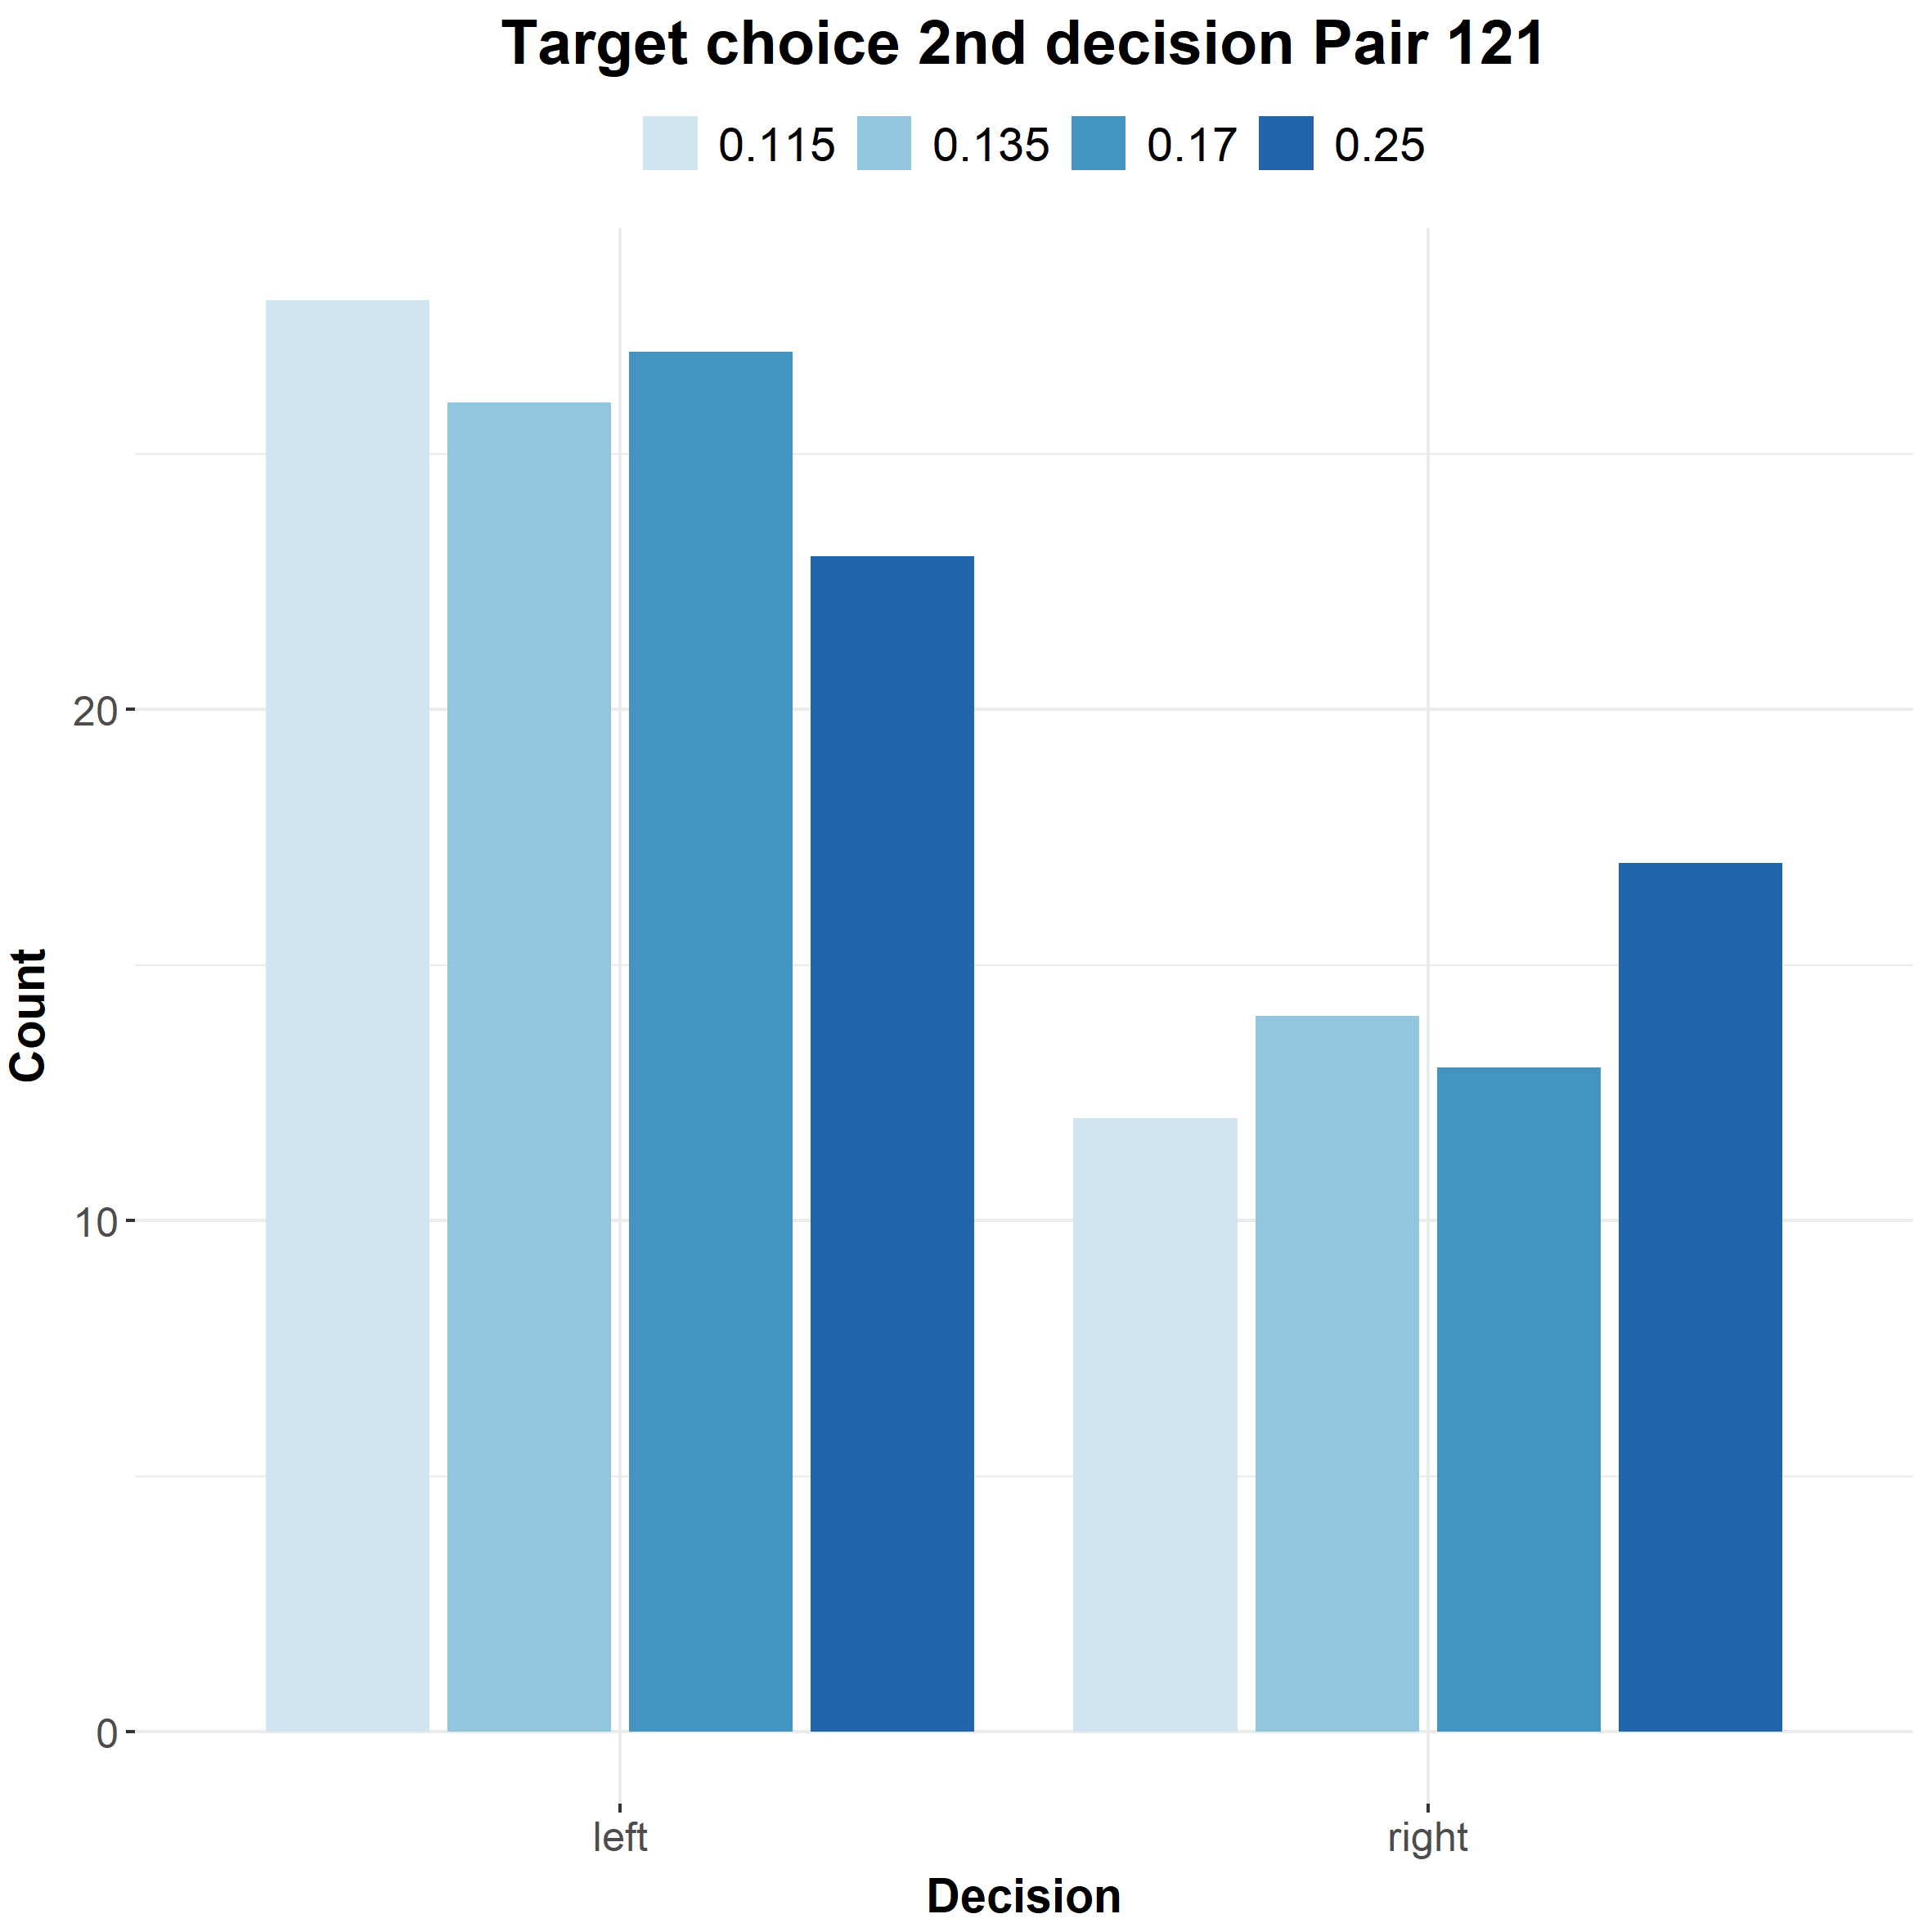 Target choice 2nd decision Pair 121
0.115 0.135 0.17 0.25
Count
20
10
0
left right
Decision